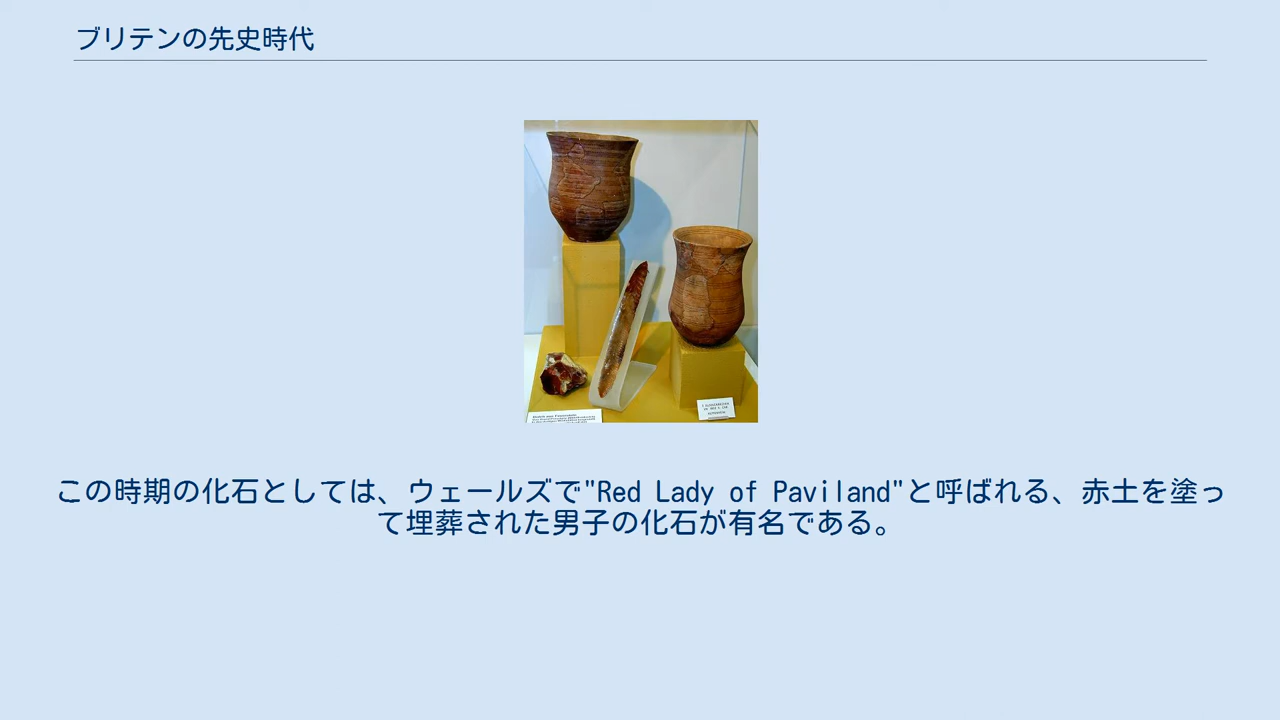 ブリテンの先史時代
この時期の化石としては、ウェールズで"Red Lady of Paviland"と呼ばれる、赤土を塗っ
て埋葬された男子の化石が有名である。